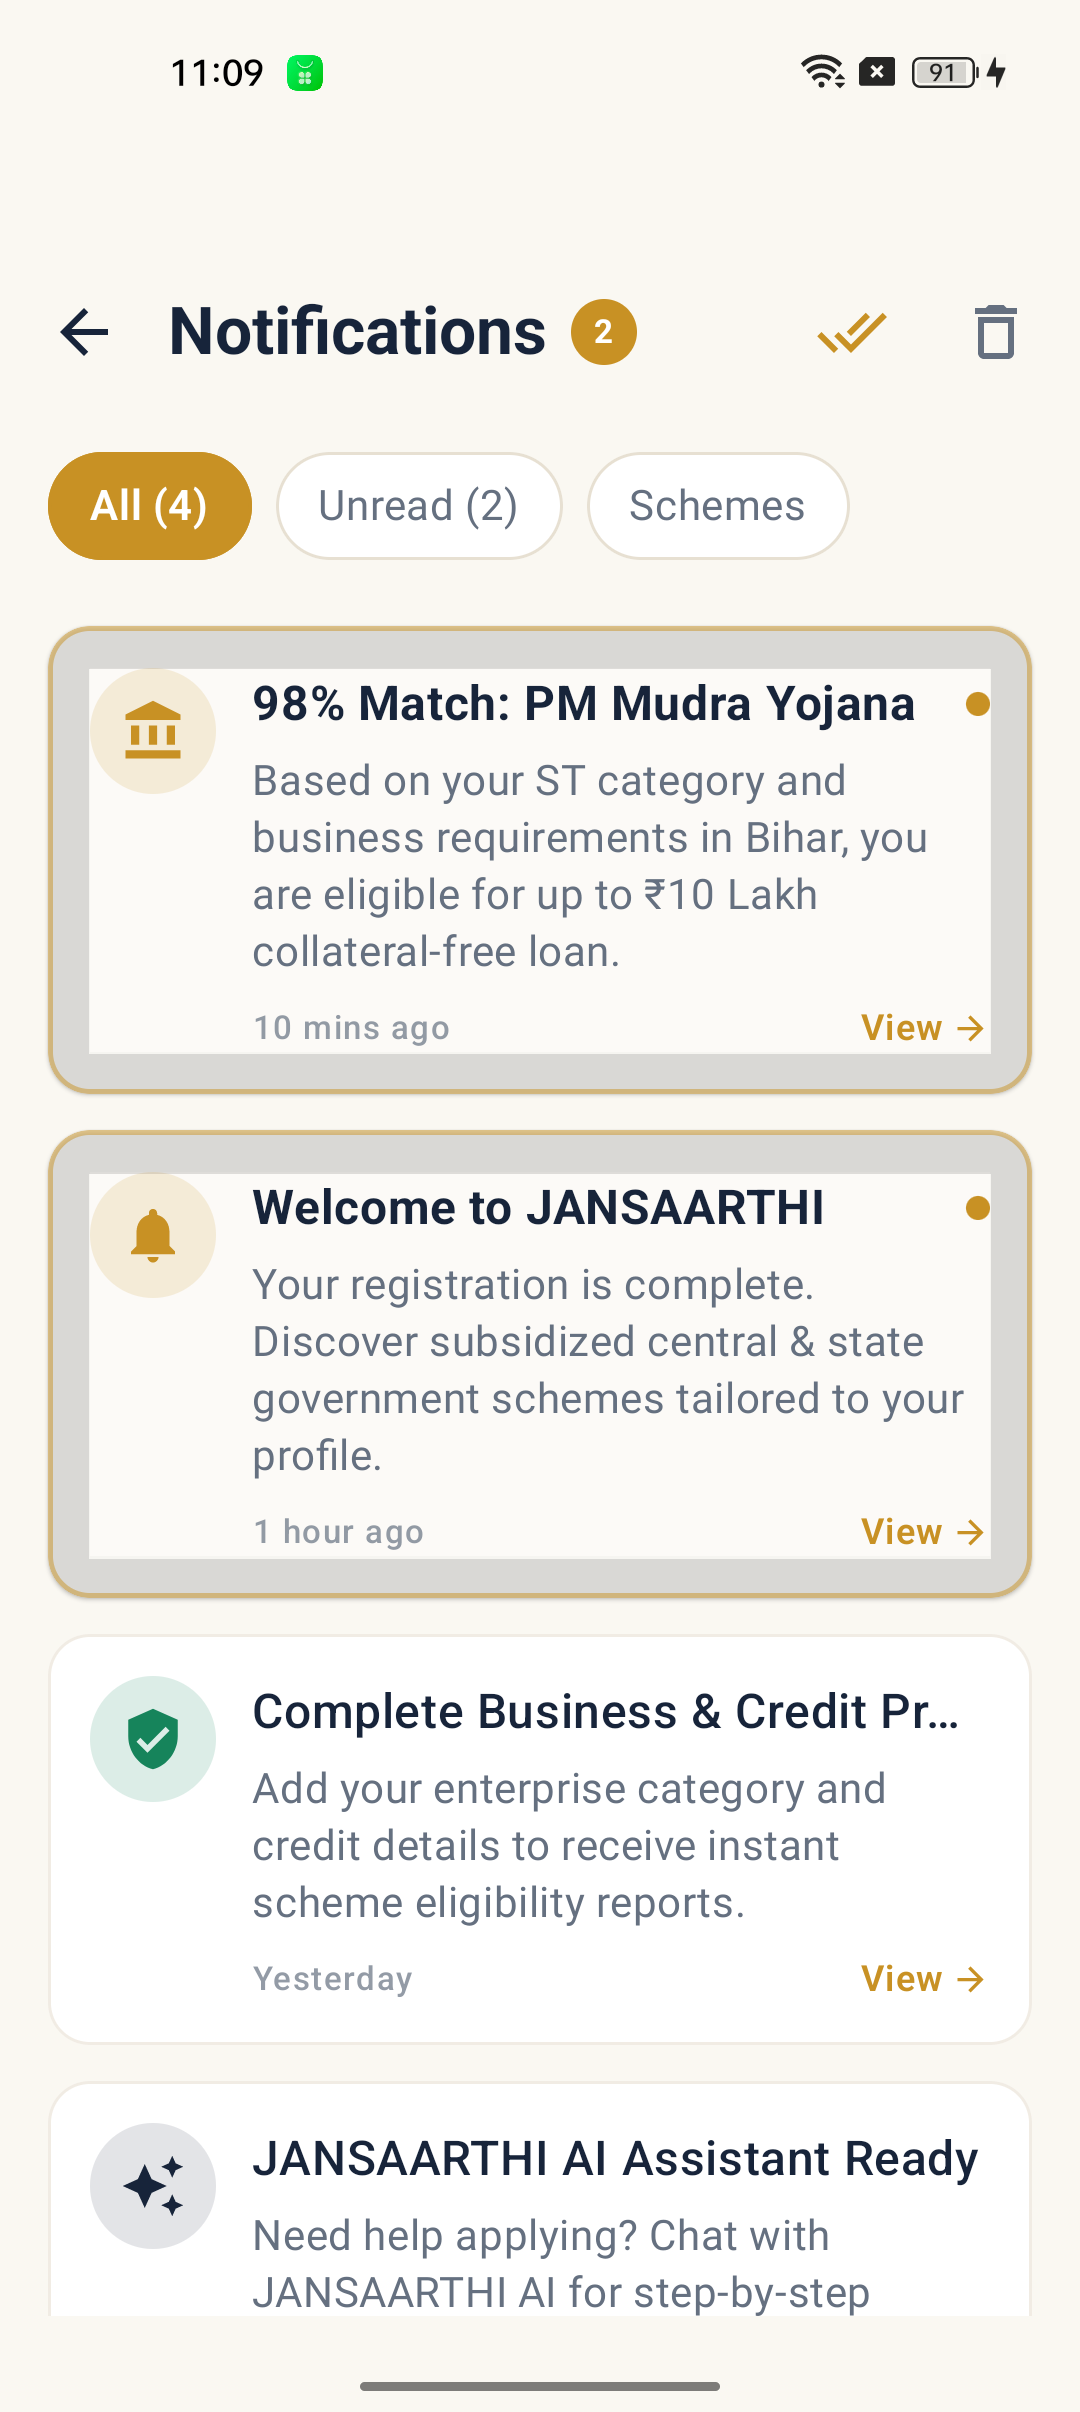 11:09
91
Notifications 2
All (4)
Unread (2)
Schemes
98% Match: PM Mudra Yojana
Based on your ST category and
business requirements in Bihar, you
are eligible for up to ₹10 Lakh
collateral-free loan.
10 mins ago
View →
Welcome to JANSAARTHI
Your registration is complete.
Discover subsidized central & state
government schemes tailored to your
profile.
1 hour ago
View →
Complete Business & Credit Pr...
Add your enterprise category and
credit details to receive instant
scheme eligibility reports.
Yesterday
View →
JANSAARTHI AI Assistant Ready
Need help applying? Chat with
JANSAARTHI AI for step-by-step